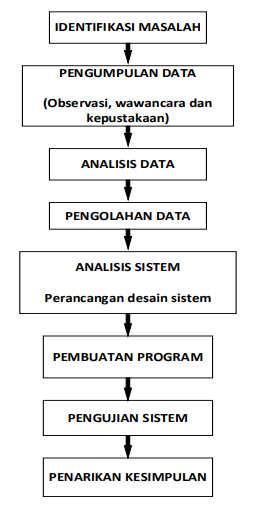 IDENTIFIKASI MASALAH
PENGUMPULAN DATA
(Observasi, wawancara dan
kepustakaan)
ANALISIS DATA
PENGOLAHAN DATA
ANALISIS SISTEM
Perancangan desain sistem
PEMBUATAN PROGRAM
PENGUJIAN SISTEM
PENARIKAN KESIMPULAN